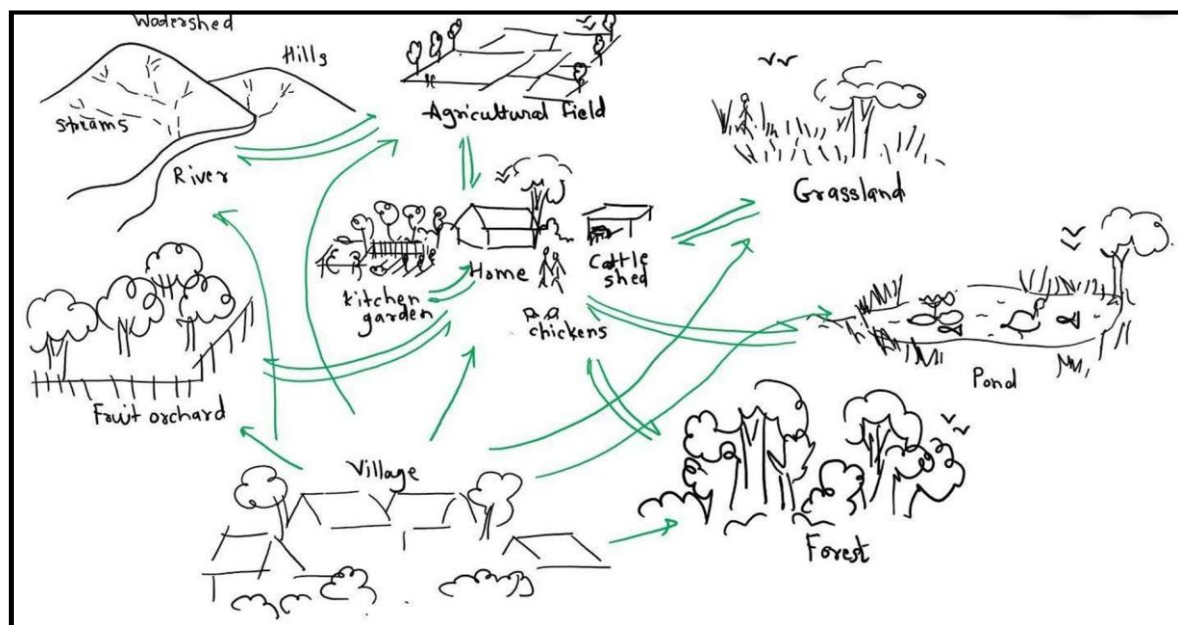 Watershed
Hills
streams
River
Agricultural field
Grassland
Kitchen
garden
Home
Cattle
shed
chickens
Pond
Fruit orchard
Village
Forest